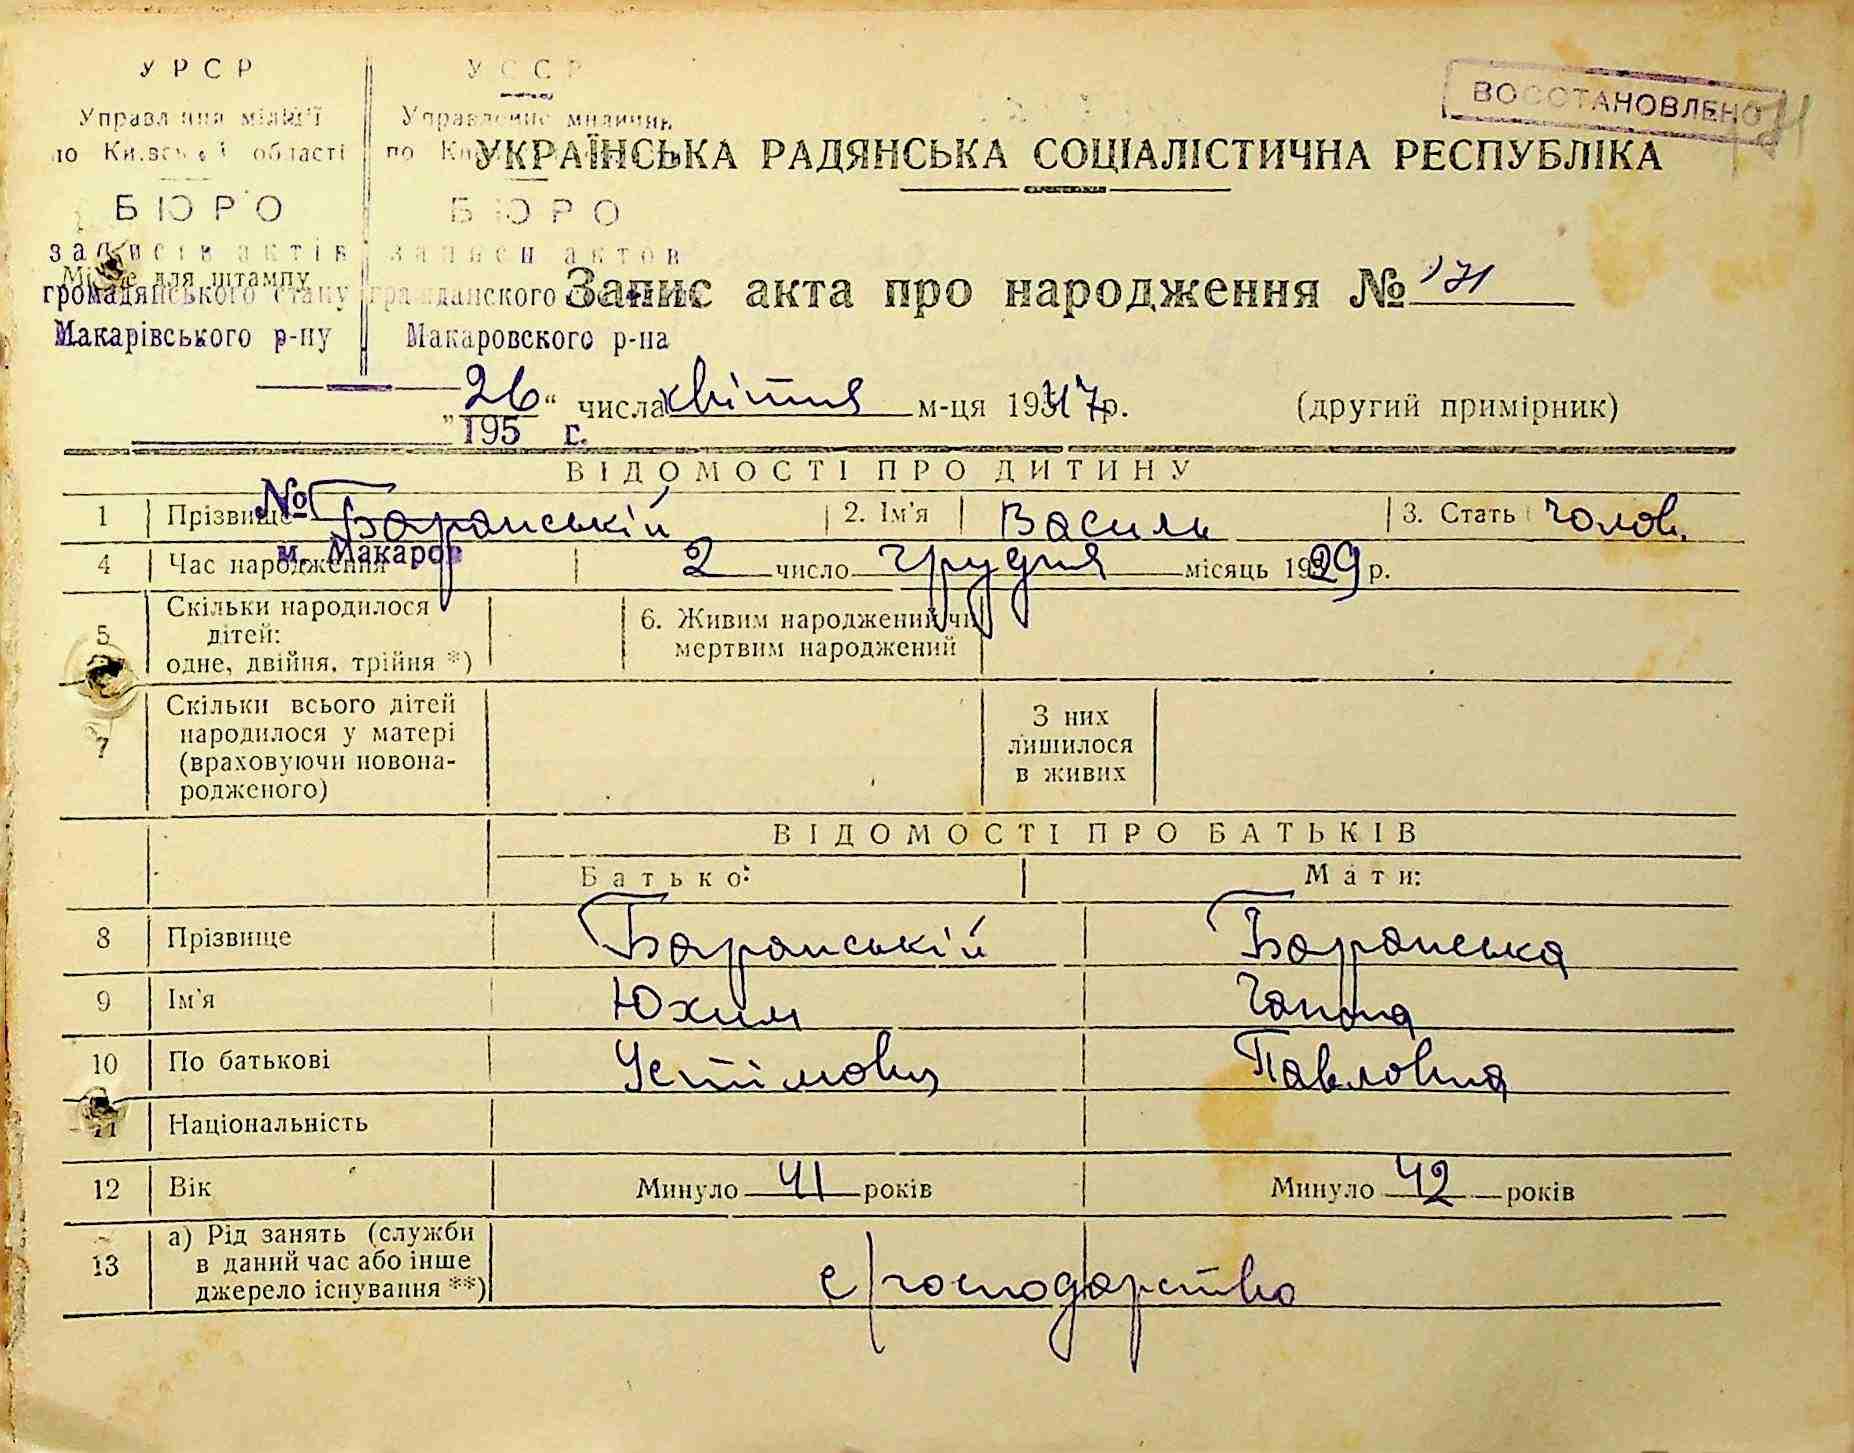 УРСР
Управління міліції
по Київській області
БЮРО
записів актів
громадянського стану
Макарівського р-ну
УССР
Управление милиции
по
БЮРО
записи актов
гражданского
Макаровского р-на
195 г.
№
м. Макаров
Місце для штампу
ВОССТАНОВЛЕНО
УКРАЇНСЬКА РАДЯНСЬКА СОЦІАЛІСТИЧНА РЕСПУБЛІКА
Запис акта про народження № 171
„26“ числа квітня м-ця 1947р. (другий примірник)
ВІДОМОСТІ ПРО ДИТИНУ
1 Прізвище Баранській 2. Ім'я Василь 3. Стать чолов.
4 Час народження 2 число грудня місяць 1929 р.
5 Скільки народилося
дітей:
одне, двійня, трійня *)
6. Живим народжений чи
мертвим народжений
7 Скільки всього дітей
народилося у матері
(враховуючи новона-
родженого)
З них
лишилося
в живих
ВІДОМОСТІ ПРО БАТЬКІВ
Батько: Мати:
8 Прізвище Баранській Баранська
9 Ім'я Юхим Ганна
10 По батькові Устімович Павловна
11 Національність
12 Вік Минуло 41 років Минуло 42 років
13 а) Рід занять (служби
в даний час або інше
джерело існування **)
с/господарство